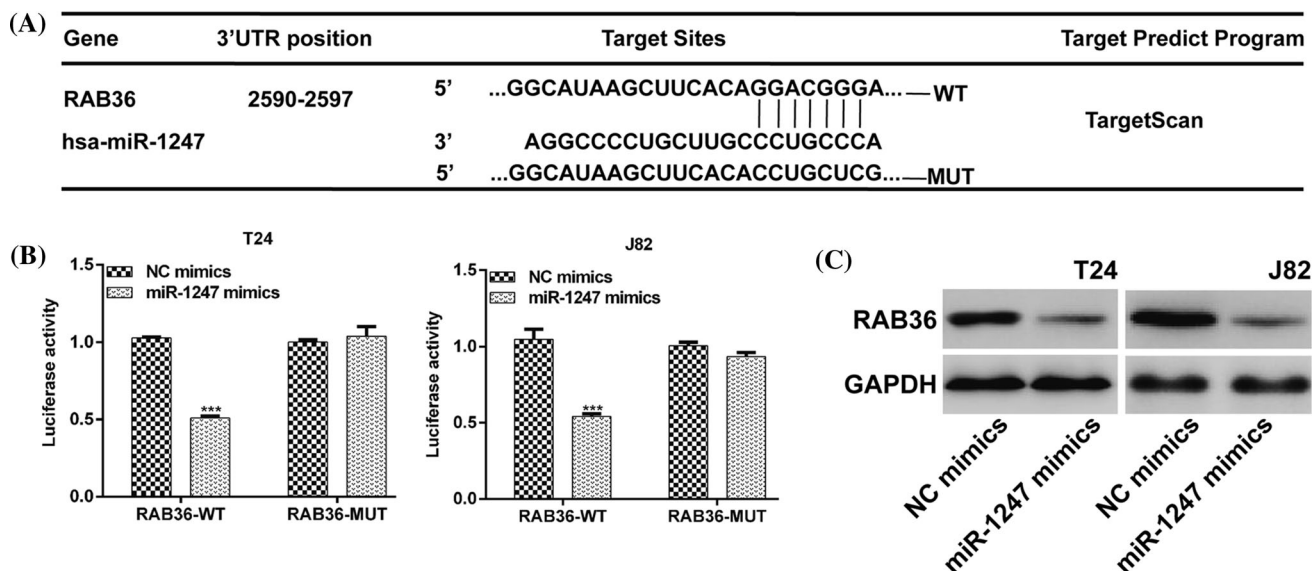 (A)
Gene 3'UTR position Target Sites Target Predict Program
5' ...GGCAUAAGCUUCACAGGACGGGA... —WT
RAB36 2590-2597
TargetScan
hsa-miR-1247 3' AGGCCCCUGCUUGCCCUGCCCA
5' ...GGCAUAAGCUUCACACCUGCUCG... —MUT
(B)
T24
NC mimics
miR-1247 mimics
Luciferase activity
1.5
1.0
0.5
0.0
***
RAB36-WT RAB36-MUT
J82
NC mimics
miR-1247 mimics
Luciferase activity
1.5
1.0
0.5
0.0
***
RAB36-WT RAB36-MUT
(C)
T24 J82
RAB36
GAPDH
NC mimics
miR-1247 mimics
NC mimics
miR-1247 mimics